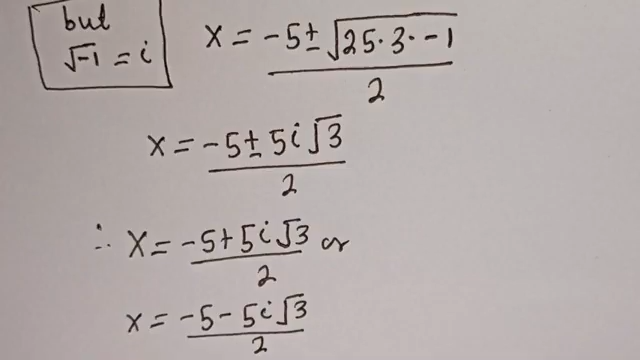 but
√-1 = i
x = -5 ± √25·3·-1 / 2
x = -5 ± 5i√3 / 2
∴ x = -5 + 5i√3 / 2 or
x = -5 - 5i√3 / 2